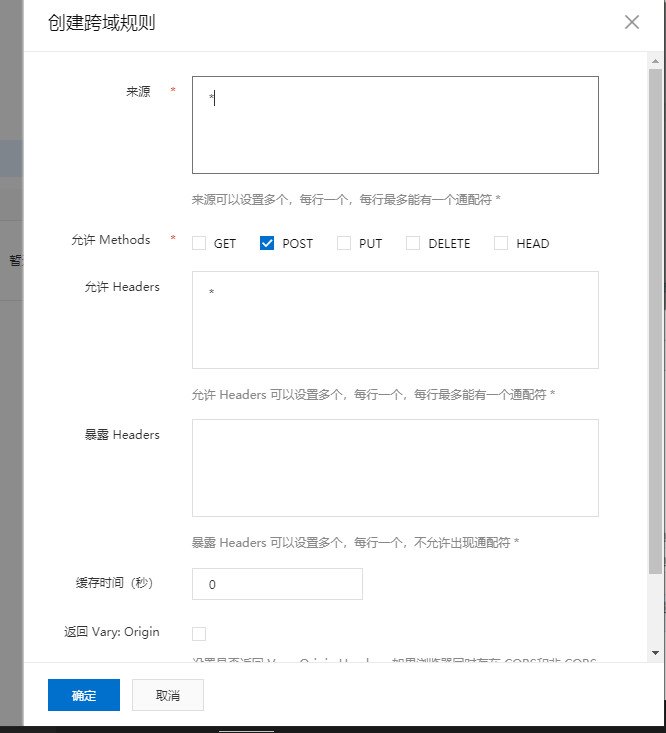 创建跨域规则
来源 *
*
来源可以设置多个，每行一个，每行最多能有一个通配符 *
允许 Methods * GET POST PUT DELETE HEAD
允许 Headers
*
允许 Headers 可以设置多个，每行一个，每行最多能有一个通配符 *
暴露 Headers
暴露 Headers 可以设置多个，每行一个，不允许出现通配符 *
缓存时间（秒） 0
返回 Vary: Origin
确定 取消